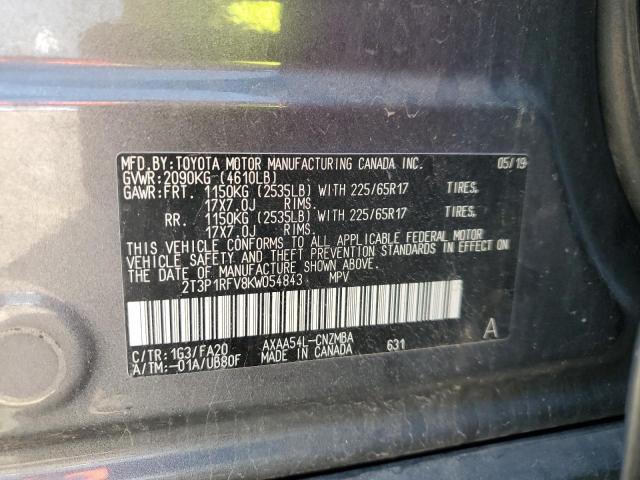 MFD.BY:TOYOTA MOTOR MANUFACTURING CANADA INC. 05/19
GVWR:2090KG (4610LB)
GAWR:FRT. 1150KG (2535LB) WITH 225/65R17 TIRES,
17X7.0J RIMS.
RR. 1150KG (2535LB) WITH 225/65R17 TIRES,
17X7.0J RIMS.
THIS VEHICLE CONFORMS TO ALL APPLICABLE FEDERAL MOTOR
VEHICLE SAFETY AND THEFT PREVENTION STANDARDS IN EFFECT ON
THE DATE OF MANUFACTURE SHOWN ABOVE.
2T3P1RFV8KW054843 MPV
C/TR:1G3/FA20 AXAA54L-CNZMBA 631 A
A/TM:-01A/UB80F MADE IN CANADA